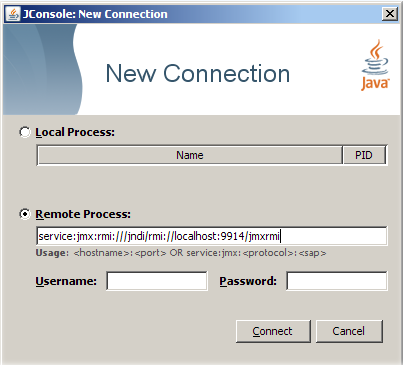 JConsole: New Connection
New Connection
Java
Local Process:
Name PID
Remote Process:
service:jmx:rmi:///jndi/rmi://localhost:9914/jmxrmi
Usage: <hostname>:<port> OR service:jmx:<protocol>:<sap>
Username: Password:
Connect Cancel